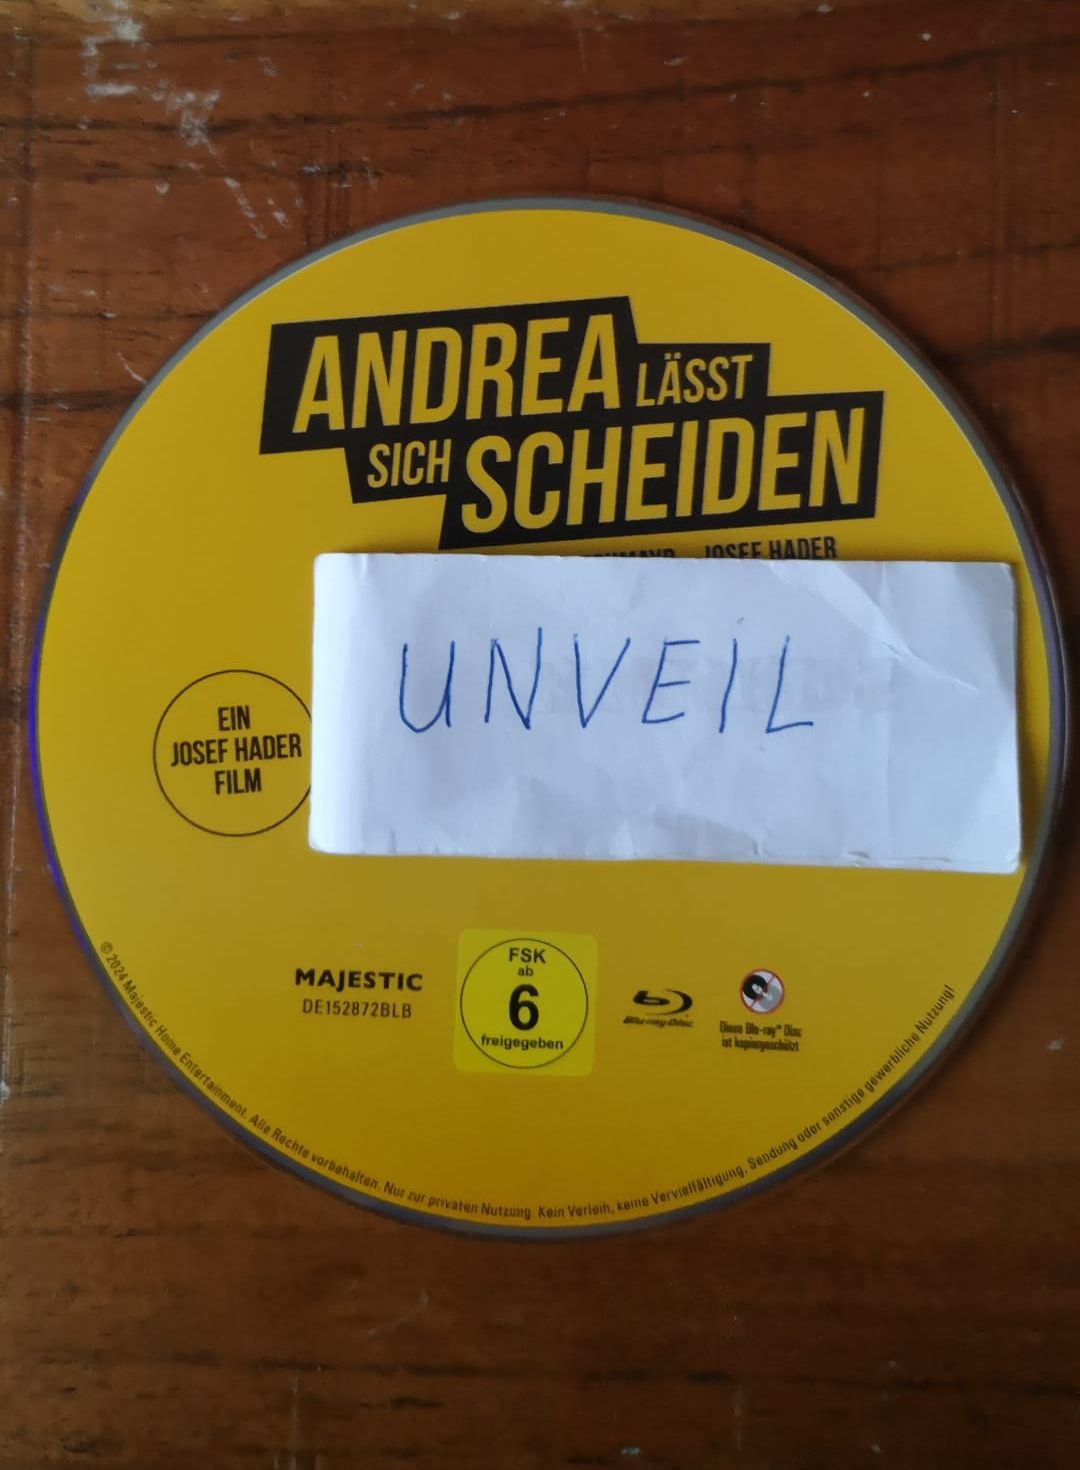 ANDREA LÄSST
SICH SCHEIDEN
JOSEF HADER
UNVEIL
EIN
JOSEF HADER
FILM
MAJESTIC
DE152872BLB
FSK
ab
6
freigegeben
Blu-ray Disc
Diese Blu-ray™ Disc
ist kopiergeschützt
© 2024 Majestic Home Entertainment. Alle Rechte vorbehalten. Nur zur privaten Nutzung. Kein Verleih, keine Vervielfältigung, Sendung oder sonstige gewerbliche Nutzung!